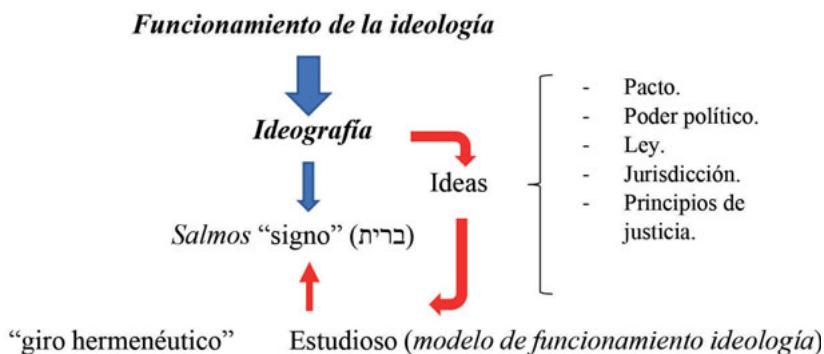 Funcionamiento de la ideología
Ideografía
Ideas
- Pacto.
- Poder político.
- Ley.
- Jurisdicción.
- Principios de
justicia.
Salmos “signo” (ברית)
“giro hermenéutico”
Estudioso (modelo de funcionamiento ideología)